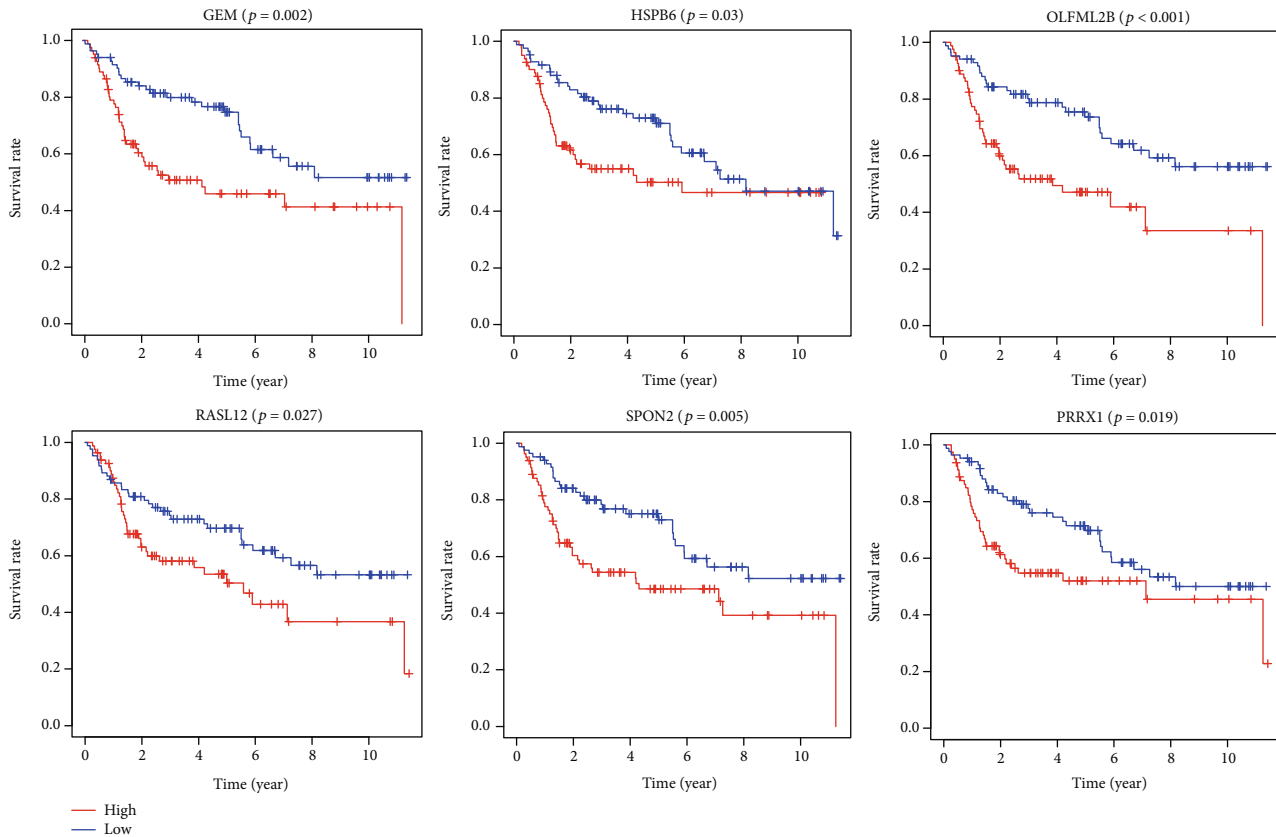 GEM (p = 0.002)
Survival rate
1.0
0.8
0.6
0.4
0.2
0.0
0 2 4 6 8 10
Time (year)
HSPB6 (p = 0.03)
Survival rate
1.0
0.8
0.6
0.4
0.2
0.0
0 2 4 6 8 10
Time (year)
OLFML2B (p < 0.001)
Survival rate
1.0
0.8
0.6
0.4
0.2
0.0
0 2 4 6 8 10
Time (year)
RASL12 (p = 0.027)
Survival rate
1.0
0.8
0.6
0.4
0.2
0.0
0 2 4 6 8 10
Time (year)
SPON2 (p = 0.005)
Survival rate
1.0
0.8
0.6
0.4
0.2
0.0
0 2 4 6 8 10
Time (year)
PRRX1 (p = 0.019)
Survival rate
1.0
0.8
0.6
0.4
0.2
0.0
0 2 4 6 8 10
Time (year)
High
Low